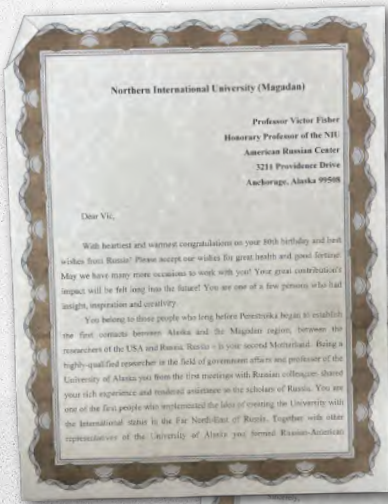 Northern International University (Magadan)
Professor Victor Fisher
Honorary Professor of the NIU
American Russian Center
3211 Providence Drive
Anchorage, Alaska 99508
Dear Vic,
With heartiest and warmest congratulations on your 80th birthday and best
wishes from Russia! Please accept our wishes for great health and good fortune.
May we have many more occasions to work with you! Your great contribution's
impact will be felt long into the future! You are one of a few persons who had
insight, inspiration and creativity.
You belong to those people who long before Perestroyka began to establish
the first contacts between Alaska and the Magadan region, between the
researchers of the USA and Russia. is your second Motherland. Being a
highly-qualified researcher in the field of government affairs and professor of the
University of Alaska you from the first meetings with Russian colleagues shared
your rich experience and rendered assistance to the scholars of Russia. You are
one of the first people who implemented the idea of creating the University with
the International status in the Far North-East of Russia. Together with other
representatives of the University of Alaska you formed Russian-American